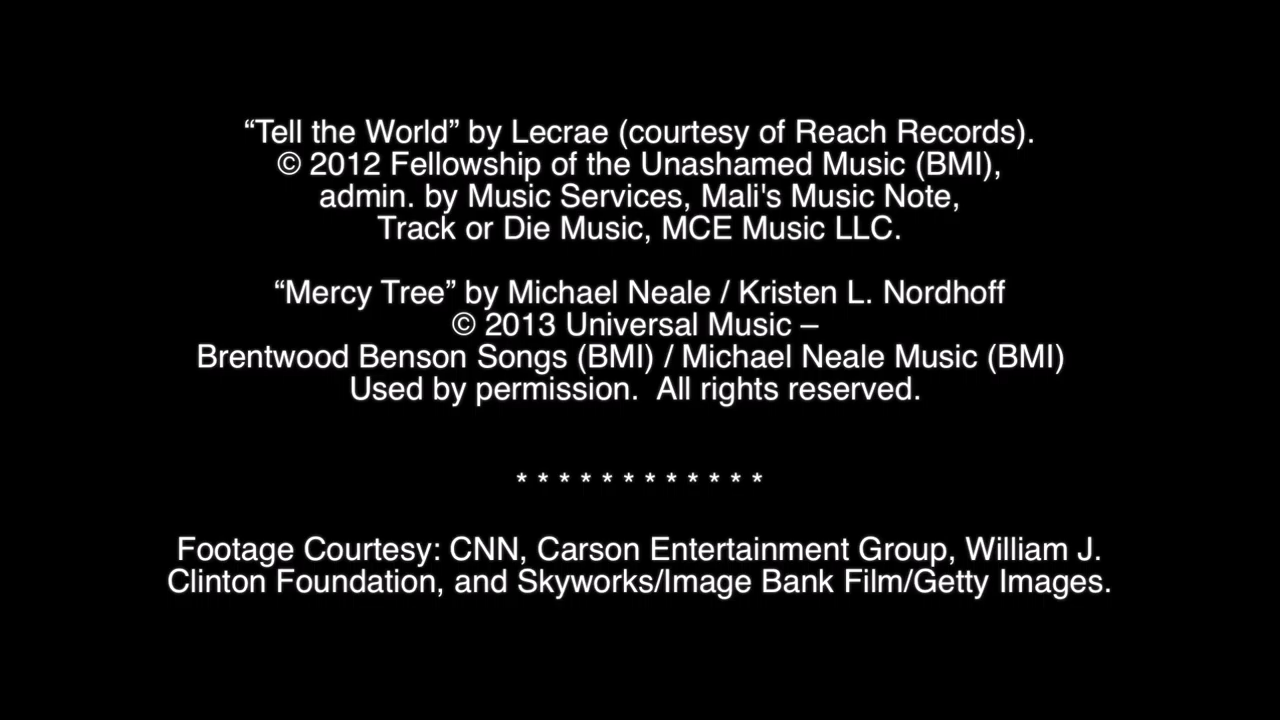 “Tell the World” by Lecrae (courtesy of Reach Records).
© 2012 Fellowship of the Unashamed Music (BMI),
admin. by Music Services, Mali's Music Note,
Track or Die Music, MCE Music LLC.
“Mercy Tree” by Michael Neale / Kristen L. Nordhoff
© 2013 Universal Music –
Brentwood Benson Songs (BMI) / Michael Neale Music (BMI)
Used by permission.  All rights reserved.
* * * * * * * * * * * *
Footage Courtesy: CNN, Carson Entertainment Group, William J.
Clinton Foundation, and Skyworks/Image Bank Film/Getty Images.